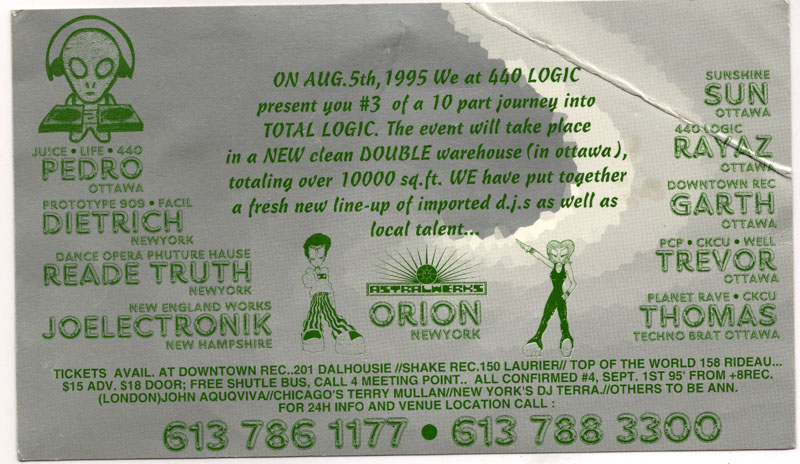 ON AUG.5th, 1995 We at 440 LOGIC
present you #3 of a 10 part journey into
TOTAL LOGIC. The event will take place
in a NEW clean DOUBLE warehouse (in ottawa),
totaling over 10000 sq.ft. WE have put together
a fresh new line-up of imported d.j.s as well as
local talent...
JU!CE • LIFE • 440
PEDRO
OTTAWA
PROTOTYPE 909 • FACIL
DIETRICH
NEWYORK
DANCE OPERA PHUTURE HAUSE
READE TRUTH
NEWYORK
NEW ENGLAND WORKS
JOELECTRONIK
NEW HAMPSHIRE
ASTRALWERKS
ORION
NEWYORK
SUNSHINE
SUN
OTTAWA
440 LOGIC
RAYAZ
OTTAWA
DOWNTOWN REC
GARTH
OTTAWA
PCP • CKCU • WELL
TREVOR
OTTAWA
PLANET RAVE • CKCU
THOMAS
TECHNO BRAT OTTAWA
TICKETS AVAIL. AT DOWNTOWN REC..201 DALHOUSIE //SHAKE REC.150 LAURIER// TOP OF THE WORLD 158 RIDEAU...
$15 ADV. $18 DOOR; FREE SHUTLE BUS, CALL 4 MEETING POINT.. ALL CONFIRMED #4, SEPT. 1ST 95' FROM +8REC.
(LONDON)JOHN AQUQVIVA//CHICAGO'S TERRY MULLAN//NEW YORK'S DJ TERRA.//OTHERS TO BE ANN.
FOR 24H INFO AND VENUE LOCATION CALL :
613 786 1177 • 613 788 3300